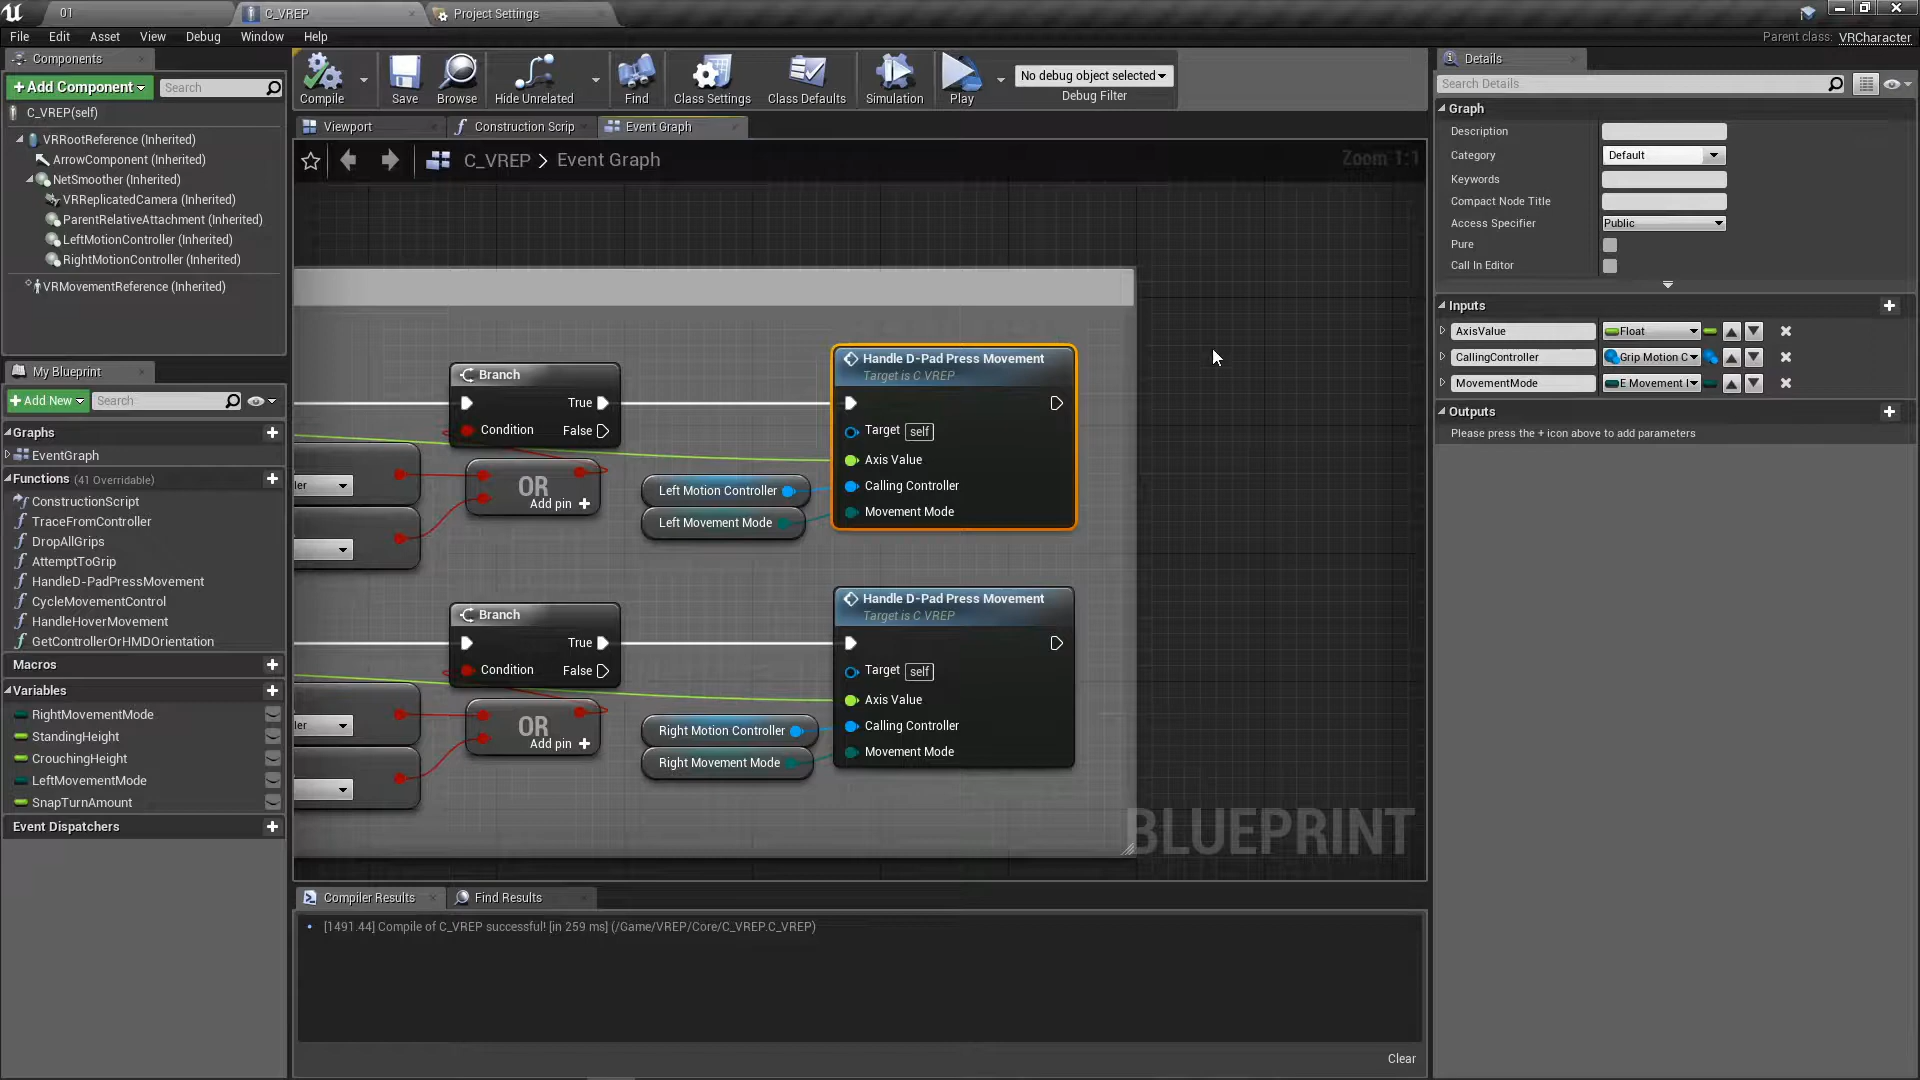 01
C_VREP
Project Settings
File Edit Asset View Debug Window Help
Parent class: VRCharacter
Components
+ Add Component
Search
C_VREP(self)
VRRootReference (Inherited)
ArrowComponent (Inherited)
NetSmoother (Inherited)
VRReplicatedCamera (Inherited)
ParentRelativeAttachment (Inherited)
LeftMotionController (Inherited)
RightMotionController (Inherited)
VRMovementReference (Inherited)
My Blueprint
+ Add New
Search
Graphs
EventGraph
Functions (41 Overridable)
ConstructionScript
TraceFromController
DropAllGrips
AttemptToGrip
HandleD-PadPressMovement
CycleMovementControl
HandleHoverMovement
GetControllerOrHMDOrientation
Macros
Variables
RightMovementMode
StandingHeight
CrouchingHeight
LeftMovementMode
SnapTurnAmount
Event Dispatchers
Compile
Save
Browse
Hide Unrelated
Find
Class Settings
Class Defaults
Simulation
Play
No debug object selected
Debug Filter
Viewport
Construction Scrip
Event Graph
C_VREP > Event Graph
Zoom 1:1
Branch
True
Condition
False
ler
OR
Add pin +
Left Motion Controller
Left Movement Mode
Handle D-Pad Press Movement
Target is C VREP
Target self
Axis Value
Calling Controller
Movement Mode
Branch
True
Condition
False
ler
OR
Add pin +
Right Motion Controller
Right Movement Mode
Handle D-Pad Press Movement
Target is C VREP
Target self
Axis Value
Calling Controller
Movement Mode
BLUEPRINT
Compiler Results
Find Results
[1491.44] Compile of C_VREP successful! [in 259 ms] (/Game/VREP/Core/C_VREP.C_VREP)
Clear
Details
Search Details
Graph
Description
Category Default
Keywords
Compact Node Title
Access Specifier Public
Pure
Call In Editor
Inputs
AxisValue Float
CallingController Grip Motion C
MovementMode E Movement
Outputs
Please press the + icon above to add parameters